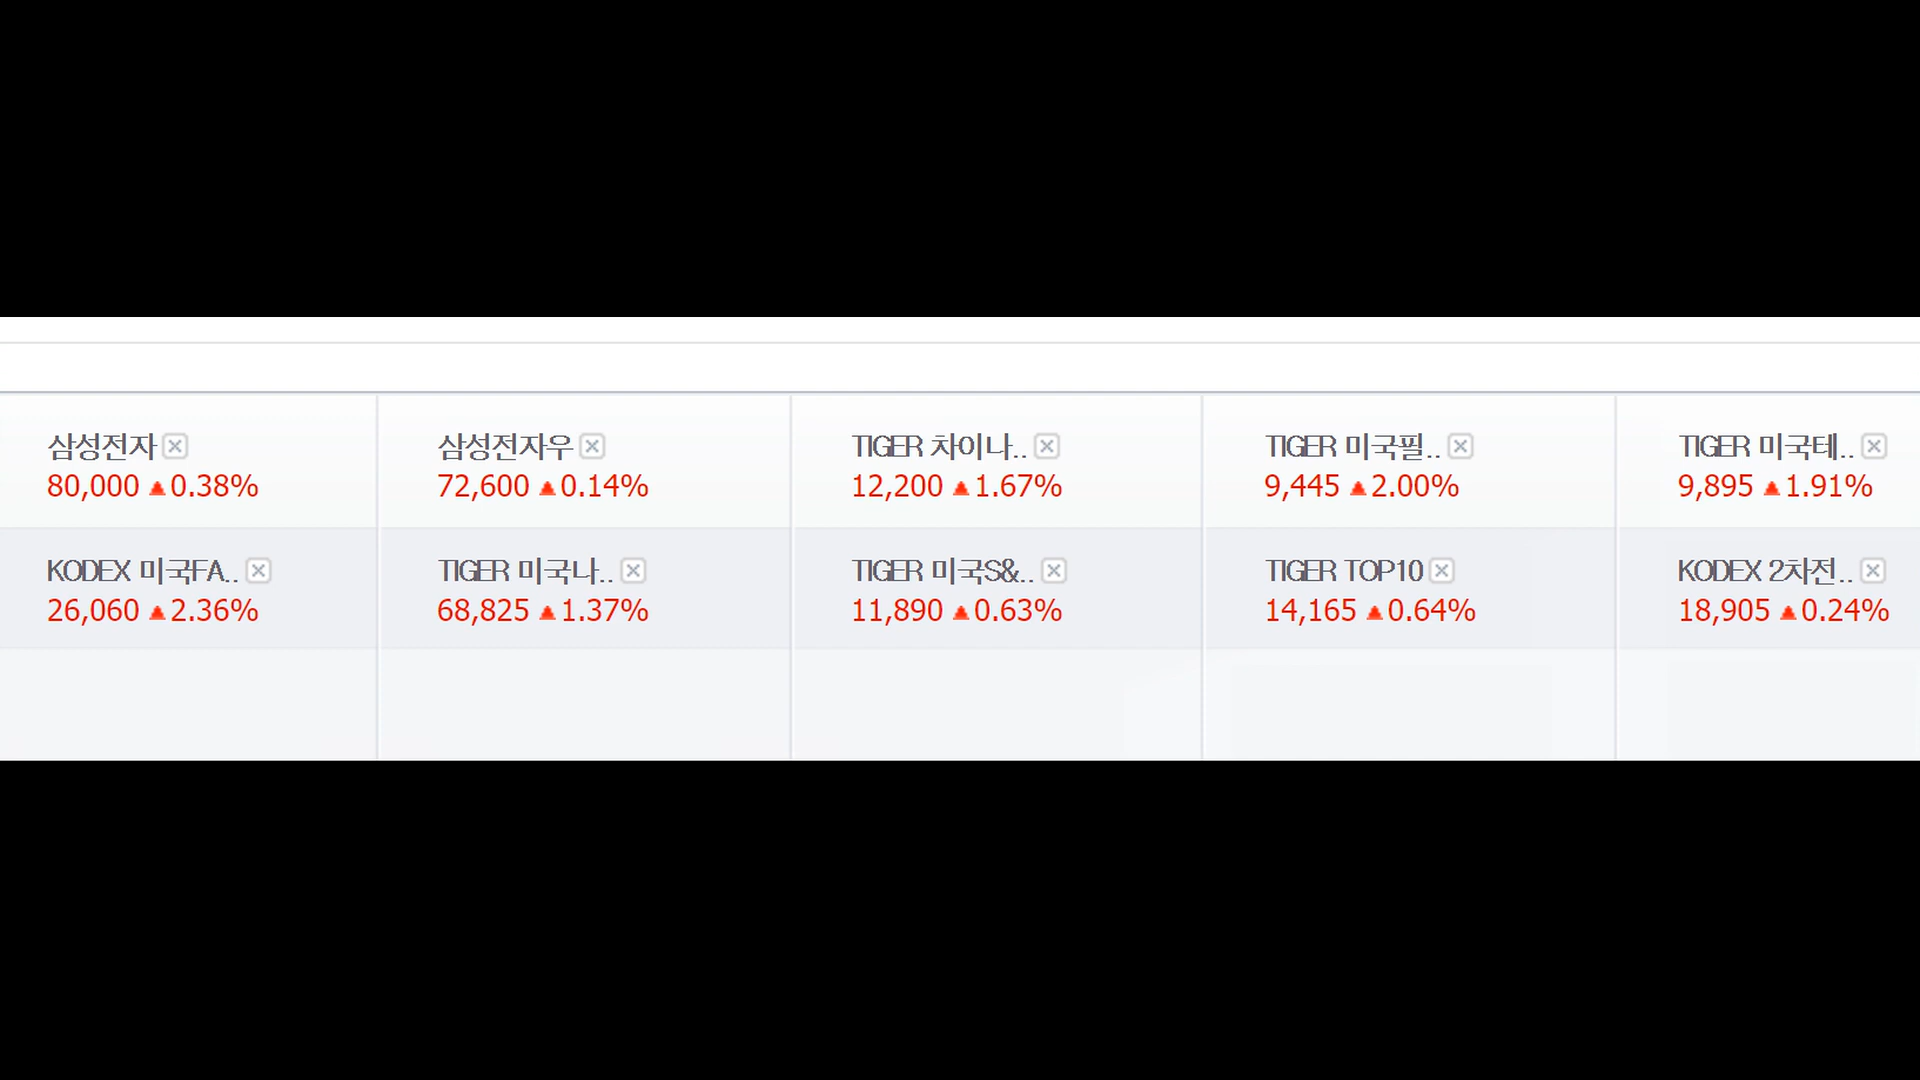 삼성전자
80,000 ▲0.38%
삼성전자우
72,600 ▲0.14%
TIGER 차이나..
12,200 ▲1.67%
TIGER 미국필..
9,445 ▲2.00%
TIGER 미국테..
9,895 ▲1.91%
KODEX 미국FA..
26,060 ▲2.36%
TIGER 미국나..
68,825 ▲1.37%
TIGER 미국S&..
11,890 ▲0.63%
TIGER TOP10
14,165 ▲0.64%
KODEX 2차전..
18,905 ▲0.24%